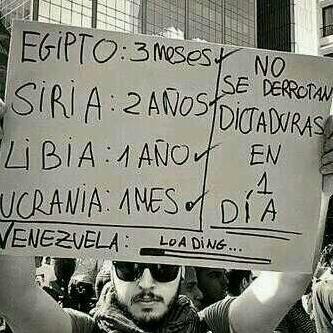 EGIPTO: 3 MESES ✓
SIRIA: 2 AÑOS ✓
LIBIA: 1 AÑO ✓
UCRANIA: 1 MES ✓
VENEZUELA: LOADING...
NO
SE DERROTAN
DICTADURAS
EN
1
DÍA